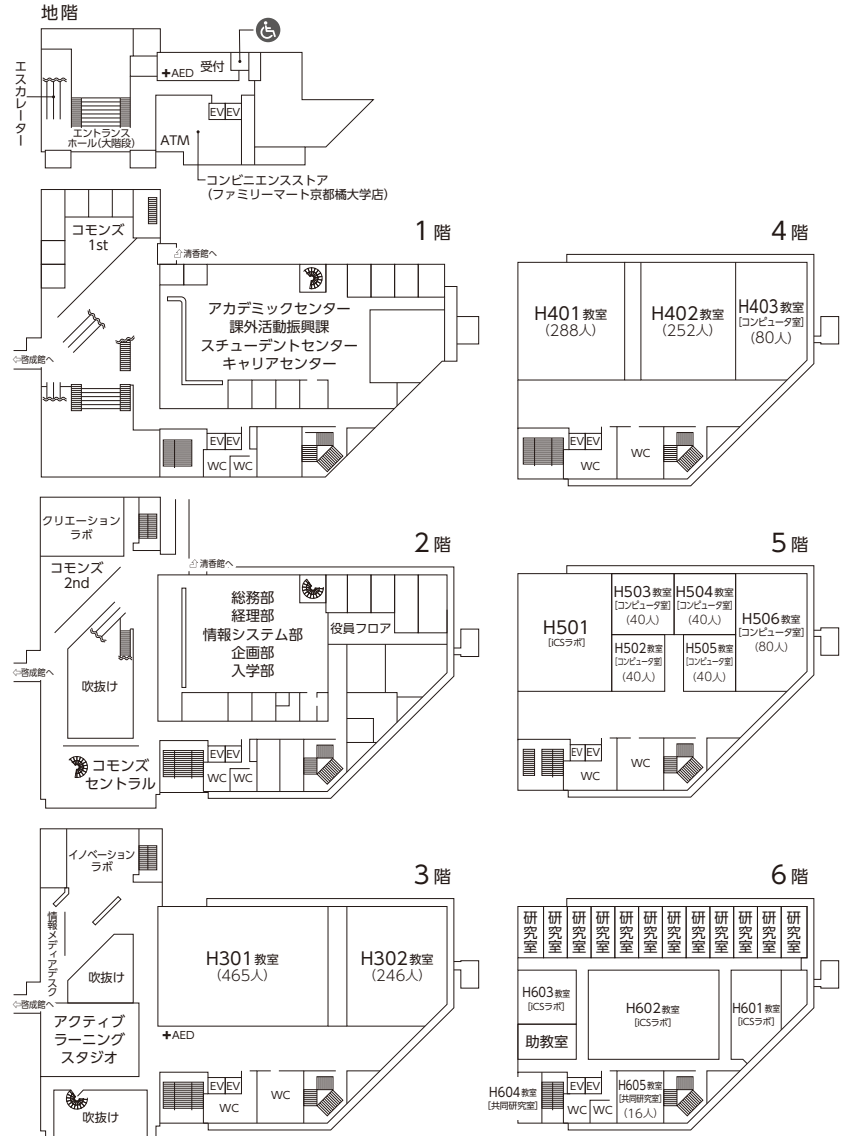 地階
エスカレーター
✚AED
受付
EV EV
エントランス
ホール(大階段)
ATM
コンビニエンスストア
(ファミリーマート京都橘大学店)
1階
コモンズ
1st
⇧清香館へ
アカデミックセンター
課外活動振興課
スチューデントセンター
キャリアセンター
⇦啓成館へ
EV EV
WC WC
2階
クリエーション
ラボ
コモンズ
2nd
⇧清香館へ
総務部
経理部
情報システム部
企画部
入学部
役員フロア
⇦啓成館へ
吹抜け
コモンズ
セントラル
EV EV
WC WC
3階
イノベーション
ラボ
情報メディアデスク
吹抜け
H301教室
(465人)
H302教室
(246人)
⇦啓成館へ
アクティブ
ラーニング
スタジオ
✚AED
吹抜け
EV EV
WC
WC
4階
H401教室
(288人)
H402教室
(252人)
H403教室
[コンピュータ室]
(80人)
EV EV
WC
WC
5階
H501
[iCSラボ]
H503教室
[コンピュータ室]
(40人)
H504教室
[コンピュータ室]
(40人)
H502教室
[コンピュータ室]
(40人)
H505教室
[コンピュータ室]
(40人)
H506教室
[コンピュータ室]
(80人)
EV EV
WC
WC
6階
研究室
研究室
研究室
研究室
研究室
研究室
研究室
研究室
研究室
研究室
研究室
H603教室
[iCSラボ]
H602教室
[iCSラボ]
H601教室
[iCSラボ]
助教室
H604教室
[共同研究室]
EV EV
WC WC
H605教室
[共同研究室]
(16人)